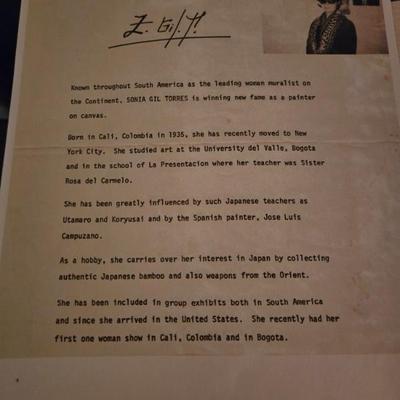 Known throughout South America as the leading woman muralist on
the Continent, SONIA GIL TORRES is winning new fame as a painter
on canvas.
Born in Cali, Colombia in 1936, she has recently moved to New
York City. She studied art at the University del Valle, Bogota
and in the school of La Presentacion where her teacher was Sister
Rosa del Carmelo.
She has been greatly influenced by such Japanese teachers as
Utamaro and Koryusai and by the Spanish painter, Jose Luis
Campuzano.
As a hobby, she carries over her interest in Japan by collecting
authentic Japanese bamboo and also weapons from the Orient.
She has been included in group exhibits both in South America
and since she arrived in the United States. She recently had her
first one woman show in Cali, Colombia and in Bogota.